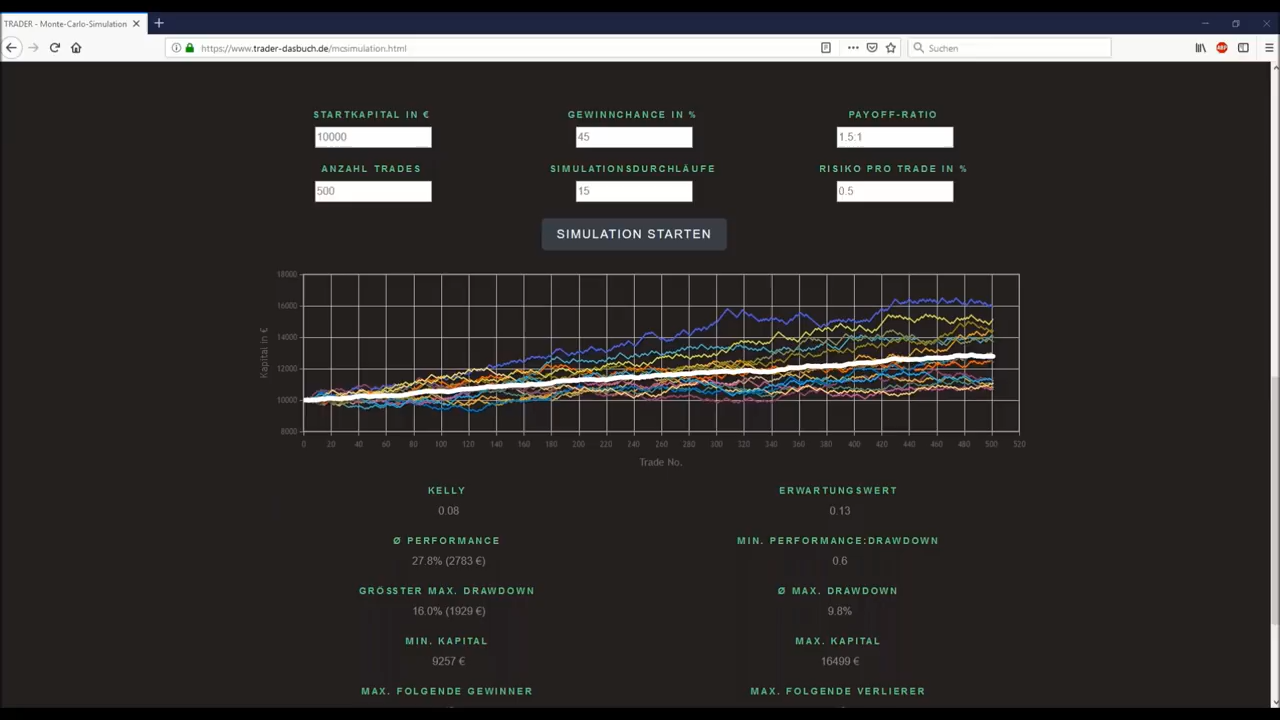 TRADER - Monte-Carlo-Simulation
https://www.trader-dasbuch.de/mcsimulation.html
Suchen
STARTKAPITAL IN € GEWINNCHANCE IN % PAYOFF-RATIO
10000 45 1.5:1
ANZAHL TRADES SIMULATIONSDURCHLÄUFE RISIKO PRO TRADE IN %
500 15 0.5
SIMULATION STARTEN
18000
16000
14000
12000
10000
8000
Kapital in €
0 20 40 60 80 100 120 140 160 180 200 220 240 260 280 300 320 340 360 380 400 420 440 460 480 500 520
Trade No.
KELLY ERWARTUNGSWERT
0.08 0.13
Ø PERFORMANCE MIN. PERFORMANCE:DRAWDOWN
27.8% (2783 €) 0.6
GRÖSSTER MAX. DRAWDOWN Ø MAX. DRAWDOWN
16.0% (1929 €) 9.8%
MIN. KAPITAL MAX. KAPITAL
9257 € 16499 €
MAX. FOLGENDE GEWINNER MAX. FOLGENDE VERLIERER